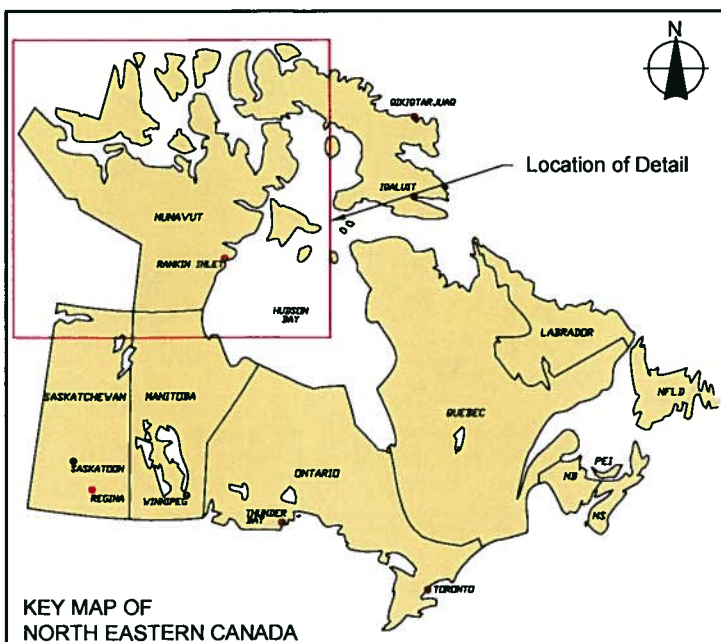 N
QIKIQTARJUAQ
Location of Detail
IQALUIT
NUNAVUT
RANKIN INLET
HUDSON
BAY
LABRADOR
SASKATCHEWAN
MANITOBA
NFLD
QUEBEC
PEI
SASKATOON
ONTARIO
NB
REGINA
WINNIPEG
THUNDER
BAY
NS
TORONTO
KEY MAP OF
NORTH EASTERN CANADA